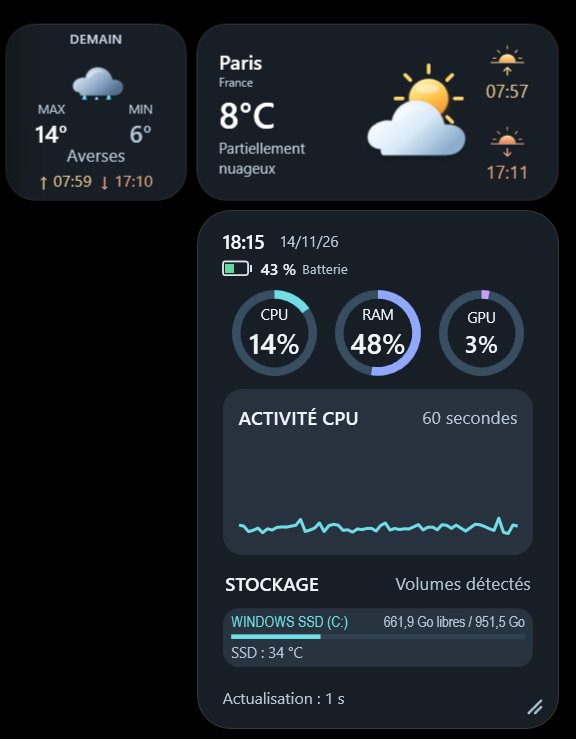 DEMAIN
MAX MIN
14° 6°
Averses
↑ 07:59 ↓ 17:10
Paris
France
8°C
Partiellement
nuageux
07:57
17:11
18:15 14/11/26
43 % Batterie
CPU
14%
RAM
48%
GPU
3%
ACTIVITÉ CPU 60 secondes
STOCKAGE Volumes détectés
WINDOWS SSD (C:) 661,9 Go libres / 951,5 Go
SSD : 34 °C
Actualisation : 1 s